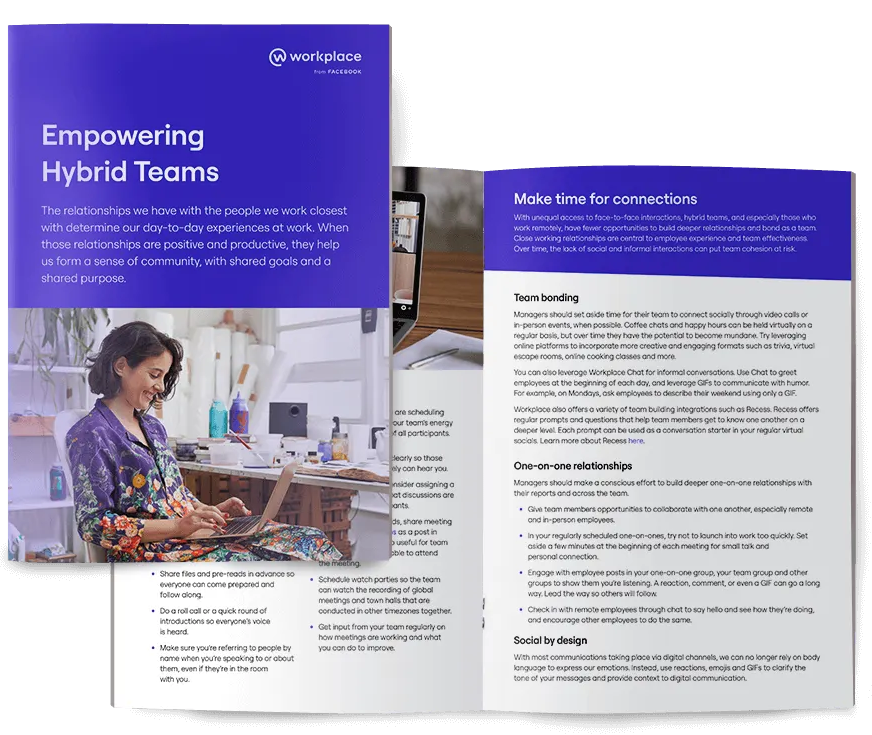 workplace
from FACEBOOK
Empowering
Hybrid Teams
The relationships we have with the people we work closest
with determine our day-to-day experiences at work. When
those relationships are positive and productive, they help
us form a sense of community, with shared goals and a
shared purpose.
are scheduling
our team's energy
of all participants.
clearly so those
ely can hear you.
nsider assigning a
at discussions are
pants.
ds, share meeting
as a post in
o useful for team
able to attend
the meeting.
Share files and pre-reads in advance so
everyone can come prepared and
follow along.
Do a roll call or a quick round of
introductions so everyone's voice
is heard.
Make sure you're referring to people by
name when you're speaking to or about
them, even if they're in the room
with you.
Schedule watch parties so the team
can watch the recording of global
meetings and town halls that are
conducted in other timezones together.
Get input from your team regularly on
how meetings are working and what
you can do to improve.
Make time for connections
With unequal access to face-to-face interactions, hybrid teams, and especially those who
work remotely, have fewer opportunities to build deeper relationships and bond as a team.
Close working relationships are central to employee experience and team effectiveness.
Over time, the lack of social and informal interactions can put team cohesion at risk.
Team bonding
Managers should set aside time for their team to connect socially through video calls or
in-person events, when possible. Coffee chats and happy hours can be held virtually on a
regular basis, but over time they have the potential to become mundane. Try leveraging
online platforms to incorporate more creative and engaging formats such as trivia, virtual
escape rooms, online cooking classes and more.
You can also leverage Workplace Chat for informal conversations. Use Chat to greet
employees at the beginning of each day, and leverage GIFs to communicate with humor.
For example, on Mondays, ask employees to describe their weekend using only a GIF.
Workplace also offers a variety of team building integrations such as Recess. Recess offers
regular prompts and questions that help team members get to know one another on a
deeper level. Each prompt can be used as a conversation starter in your regular virtual
socials. Learn more about Recess here.
One-on-one relationships
Managers should make a conscious effort to build deeper one-on-one relationships with
their reports and across the team.
Give team members opportunities to collaborate with one another, especially remote
and in-person employees.
In your regularly scheduled one-on-ones, try not to launch into work too quickly. Set
aside a few minutes at the beginning of each meeting for small talk and
personal connection.
Engage with employee posts in your one-on-one group, your team group and other
groups to show them you're listening. A reaction, comment, or even a GIF can go a long
way. Lead the way so others will follow.
Check in with remote employees through chat to say hello and see how they're doing,
and encourage other employees to do the same.
Social by design
With most communications taking place via digital channels, we can no longer rely on body
language to express our emotions. Instead, use reactions, emojis and GIFs to clarify the
tone of your messages and provide context to digital communication.